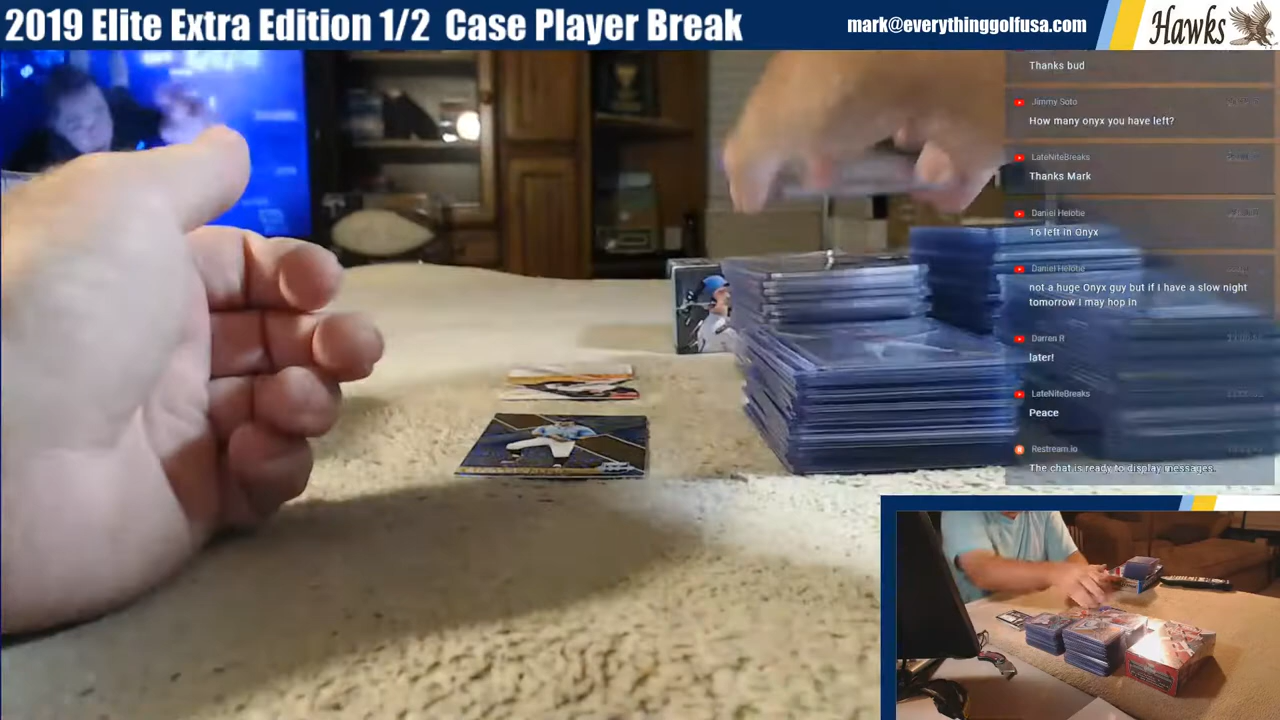 2019 Elite Extra Edition 1/2 Case Player Break
mark@everythinggolfusa.com
Hawks
Thanks bud
Jimmy Soto
How many onyx you have left?
LateNiteBreaks
Thanks Mark
Daniel Helotie
16 left in Onyx
Daniel Helotie
not a huge Onyx guy but if I have a slow night
tomorrow I may hop in
Darren R
later!
LateNiteBreaks
Peace
Restream.io
The chat is ready to display messages.